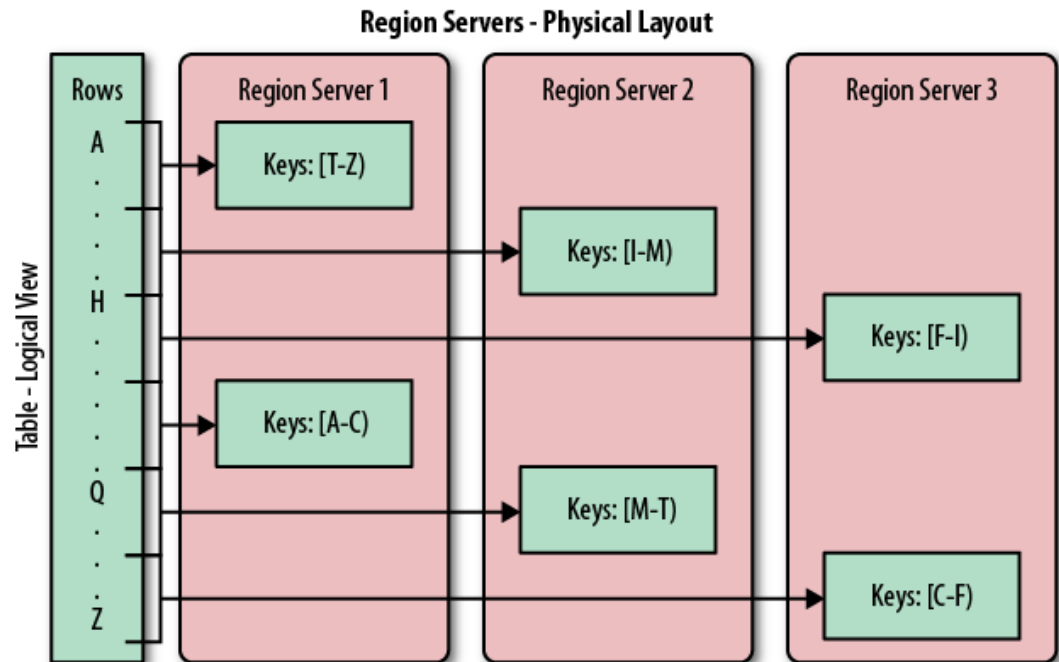 Region Servers - Physical Layout
Table - Logical View
Rows
A
.
.
.
.
H
.
.
.
.
Q
.
.
.
Z
Region Server 1
Keys: [T-Z)
Keys: [A-C)
Region Server 2
Keys: [I-M)
Keys: [M-T)
Region Server 3
Keys: [F-I)
Keys: [C-F)